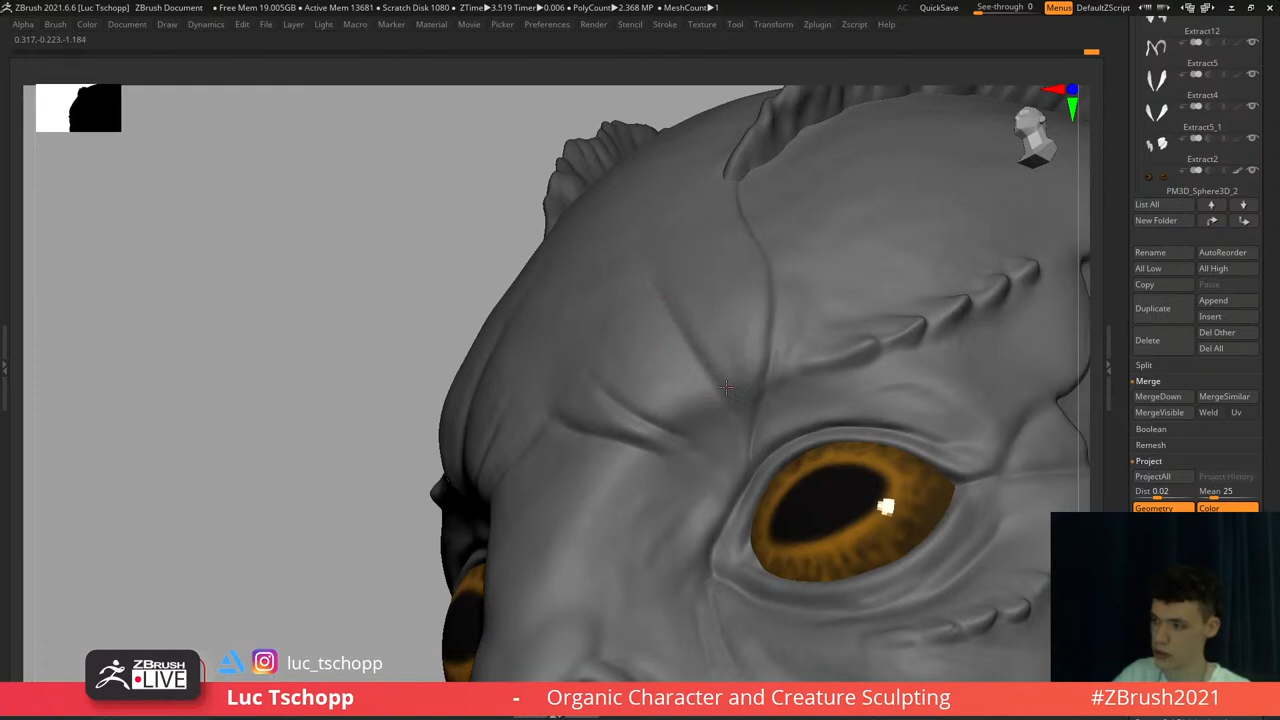 ZBrush 2021.6.6 [Luc Tschopp] ZBrush Document ● Free Mem 19.005GB ● Active Mem 13681 ● Scratch Disk 1080 ● ZTime▶3.519 Timer▶0.006 ● PolyCount▶2.368 MP ● MeshCount▶1 AC QuickSave See-through 0 Menus DefaultZScript
Alpha Brush Color Document Draw Dynamics Edit File Layer Light Macro Marker Material Movie Picker Preferences Render Stencil Stroke Texture Tool Transform Zplugin Zscript Help
0.317,-0.223,-1.184
Extract12
Extract5
Extract4
Extract5_1
Extract2
PM3D_Sphere3D_2
List All
New Folder
Rename AutoReorder
All Low All High
Copy Paste
Duplicate Append
Insert
Delete Del Other
Del All
Split
Merge
MergeDown MergeSimilar
MergeVisible Weld Uv
Boolean
Remesh
Project
ProjectAll Project History
Dist 0.02 Mean 25
Geometry Color
ZBRUSH
LIVE
luc_tschopp
Luc Tschopp - Organic Character and Creature Sculpting #ZBrush2021